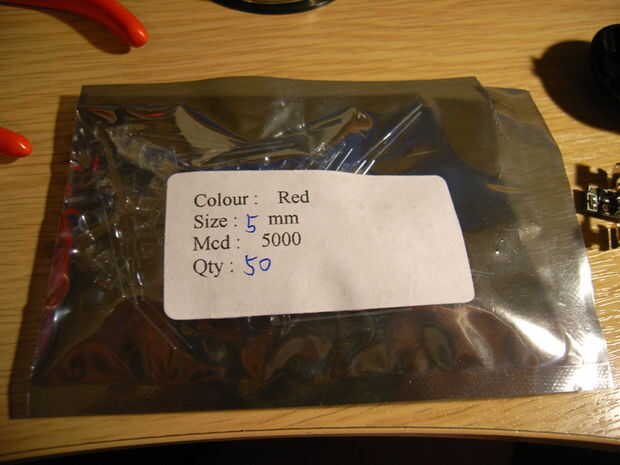 Colour : Red
Size : 5 mm
Mcd : 5000
Qty : 50